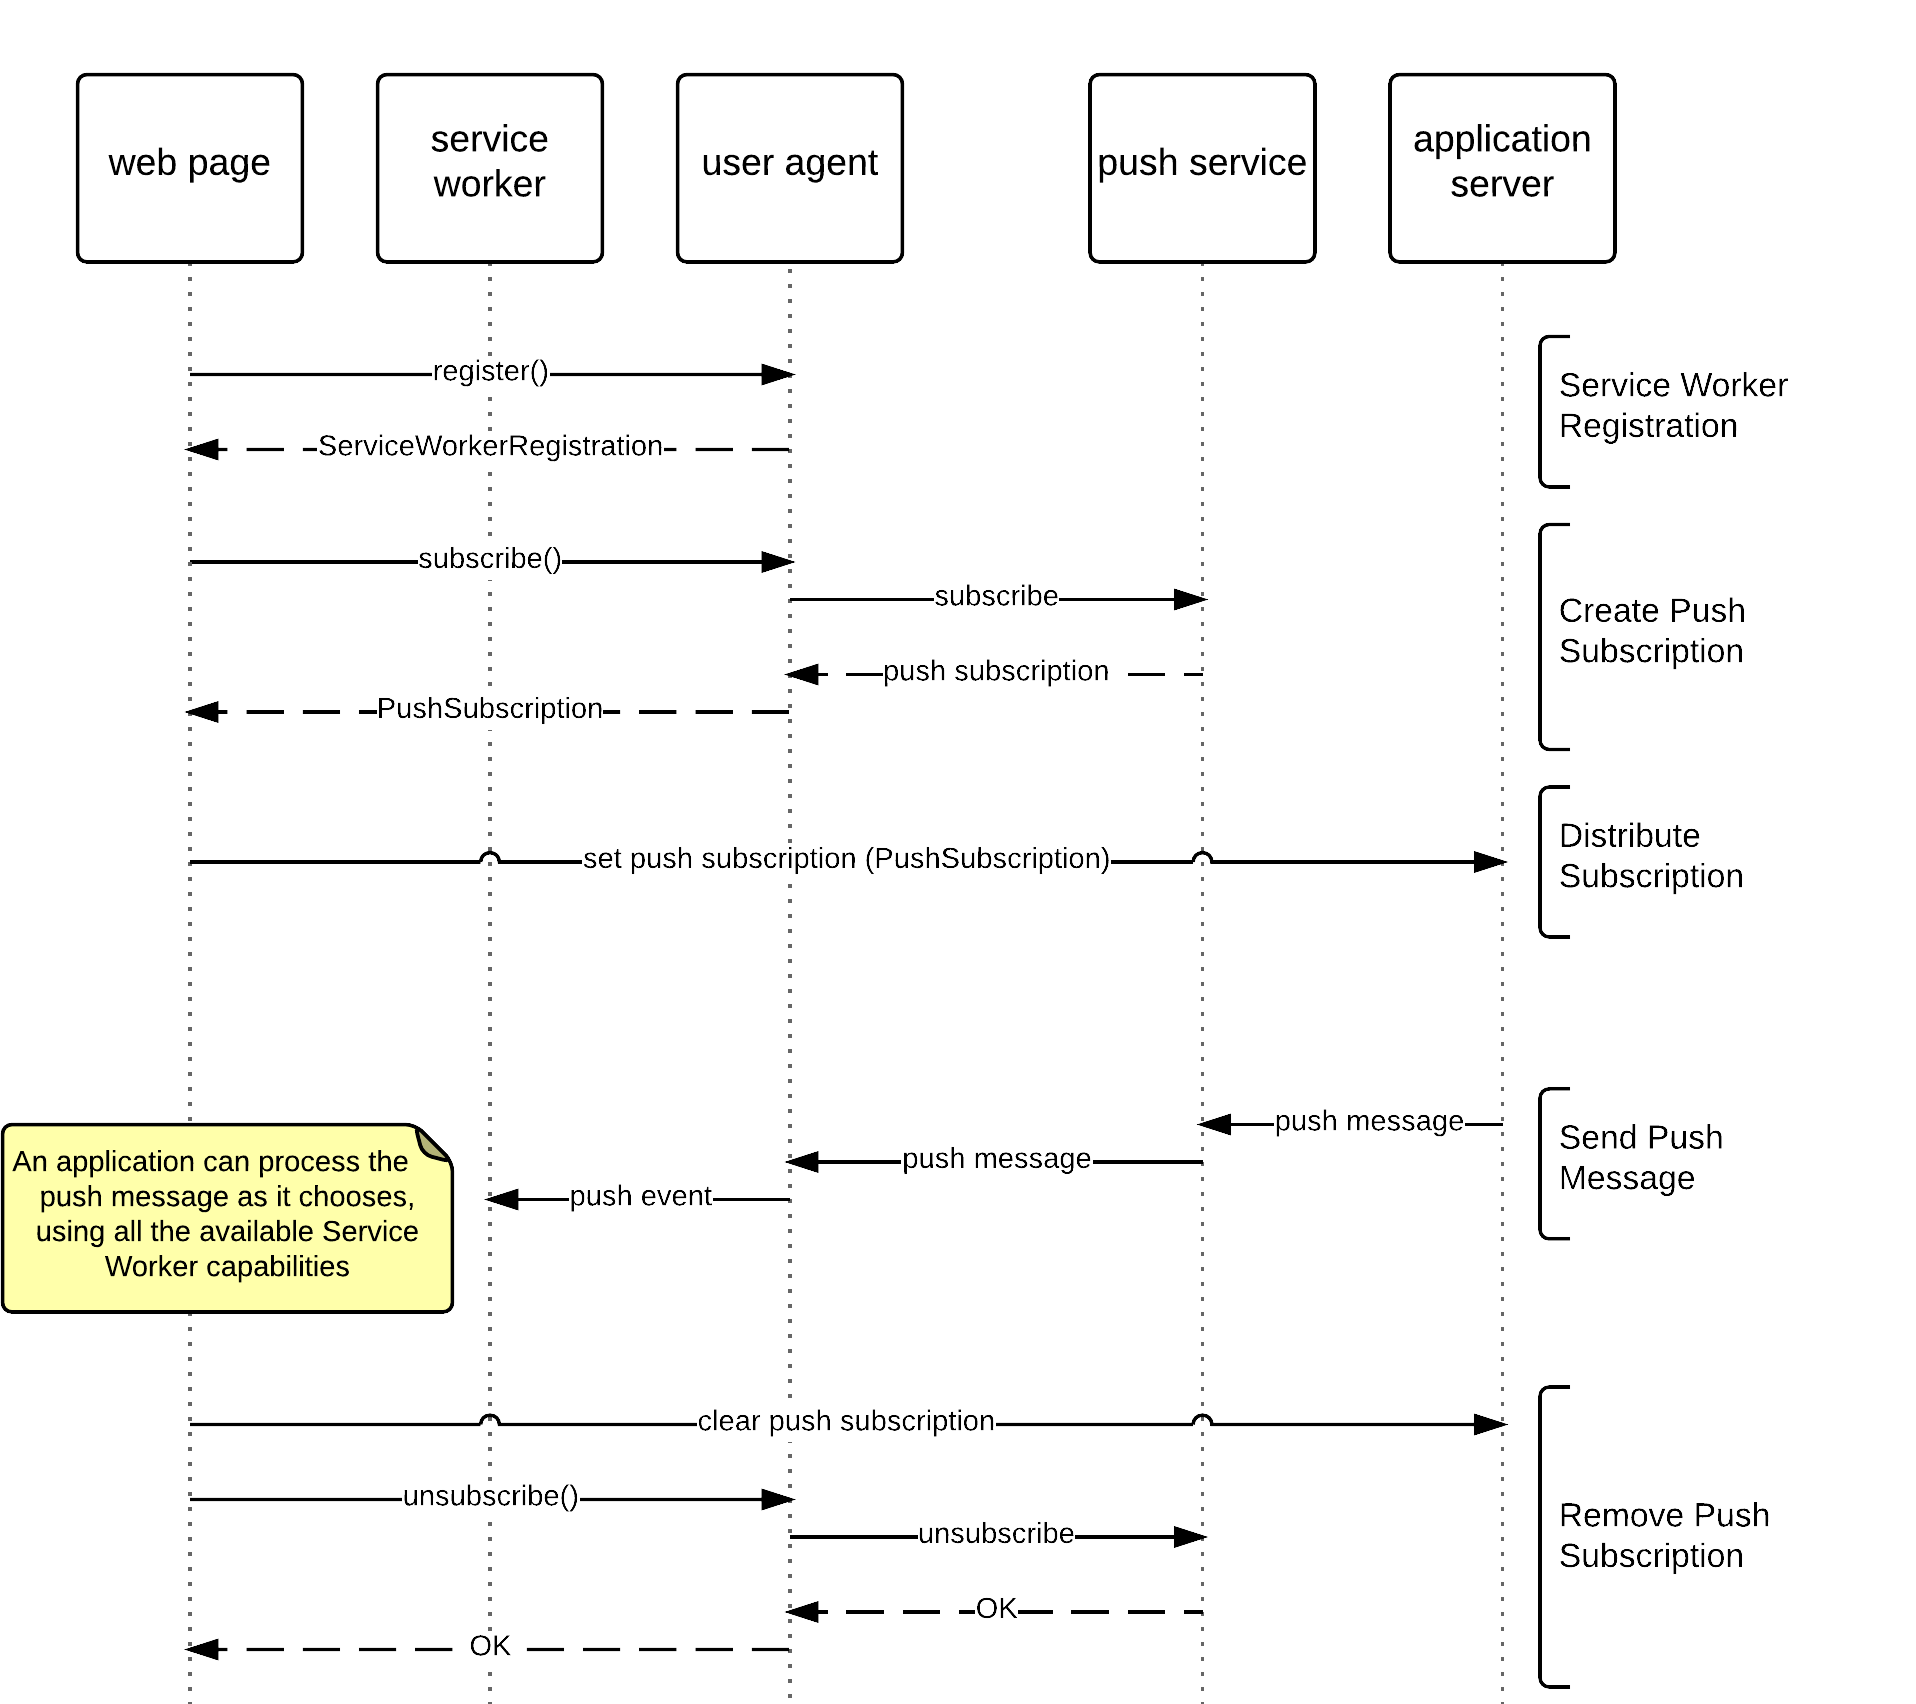 web page
service
worker
user agent
push service
application
server
register()
Service Worker
Registration
ServiceWorkerRegistration
subscribe()
subscribe
Create Push
Subscription
push subscription
PushSubscription
set push subscription (PushSubscription)
Distribute
Subscription
push message
Send Push
Message
push message
push event
An application can process the
push message as it chooses,
using all the available Service
Worker capabilities
clear push subscription
unsubscribe()
unsubscribe
Remove Push
Subscription
OK
OK